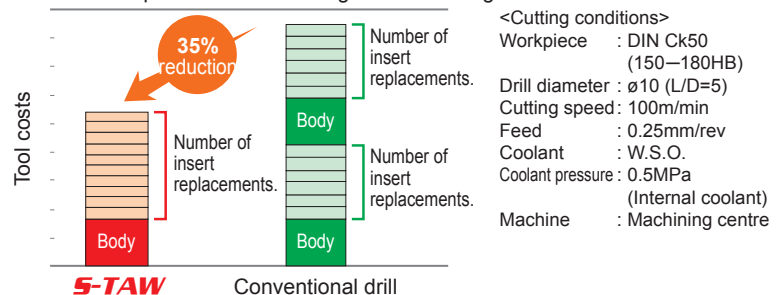 35%
reduction
Number of
insert
replacements.
Body
Number of
insert
replacements.
Number of
insert
replacements.
Tool costs
Body
Body
S-TAW
Conventional drill
<Cutting conditions>
Workpiece : DIN Ck50
(150—180HB)
Drill diameter : ø10 (L/D=5)
Cutting speed : 100m/min
Feed : 0.25mm/rev
Coolant : W.S.O.
Coolant pressure : 0.5MPa
(Internal coolant)
Machine : Machining centre